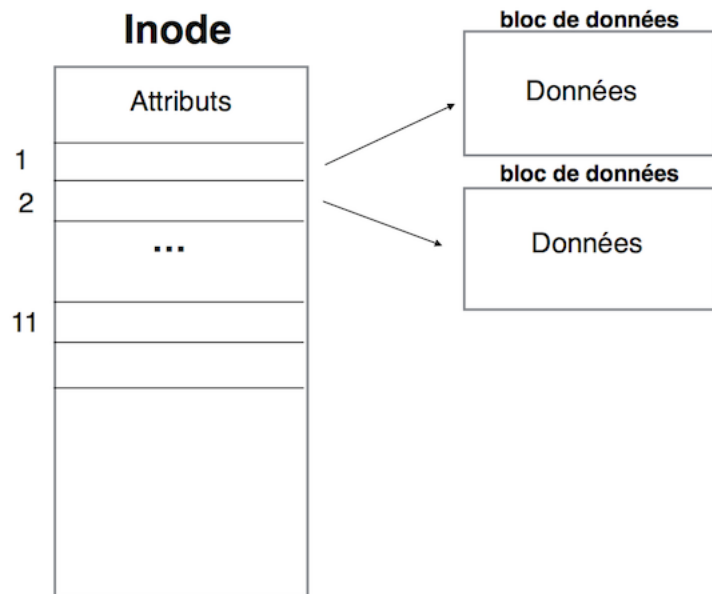 Inode
bloc de données
Attributs
Données
1
bloc de données
2
...
Données
11